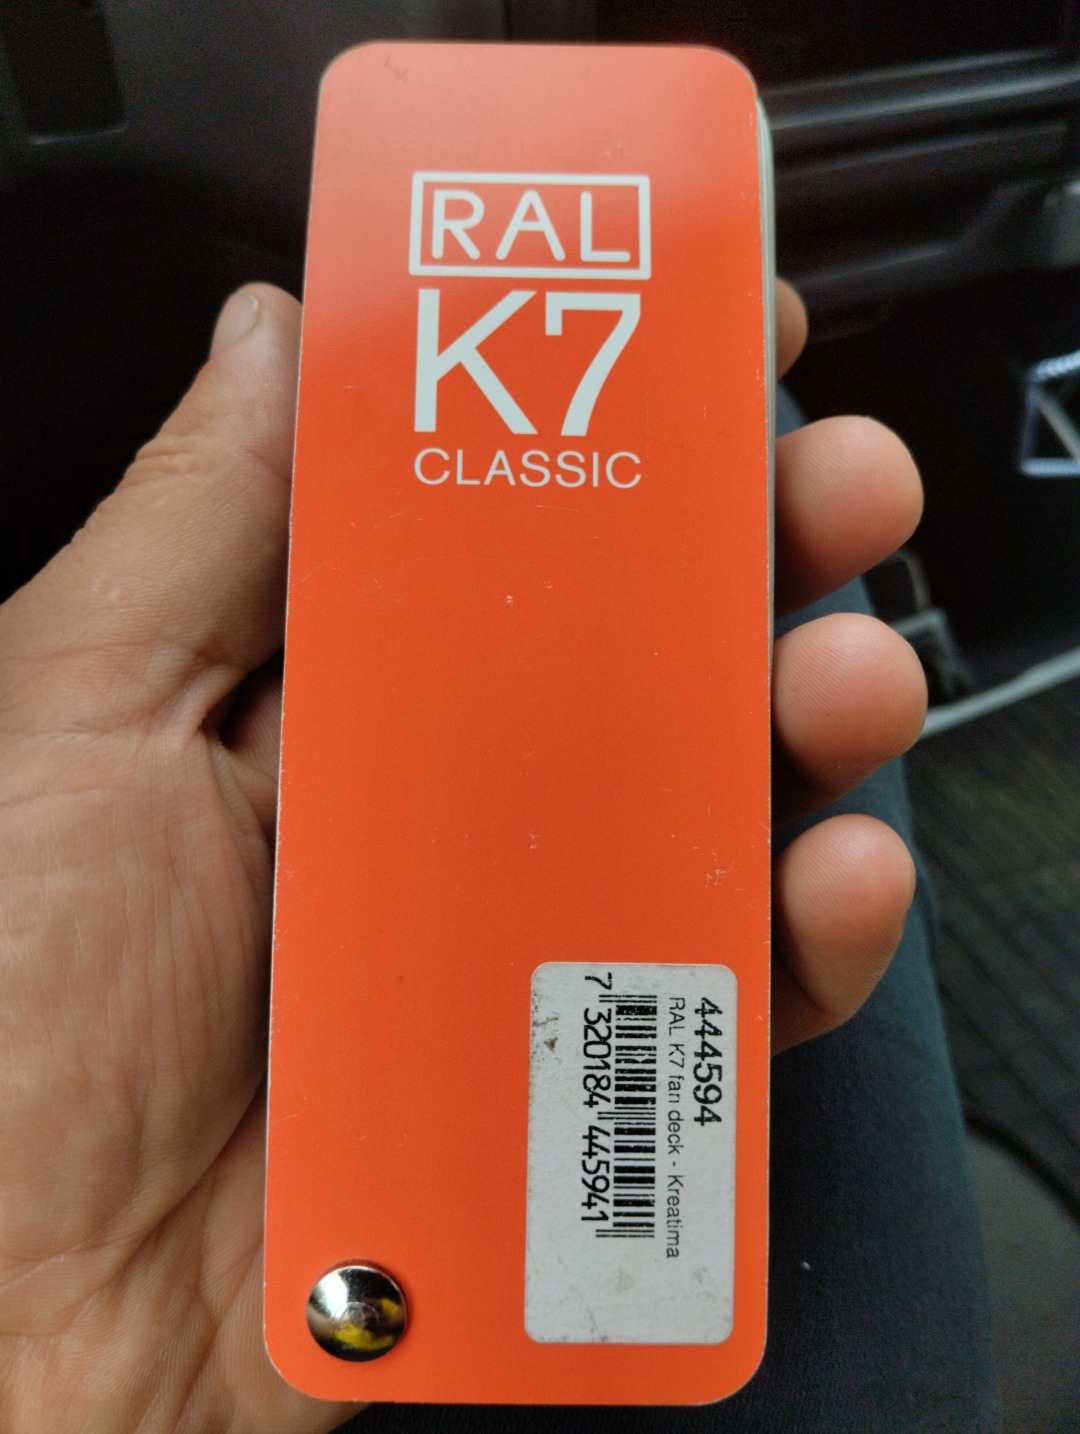 RAL
K7
CLASSIC
444594
RAL K7 fan deck - Kreatima
7 320184 445941